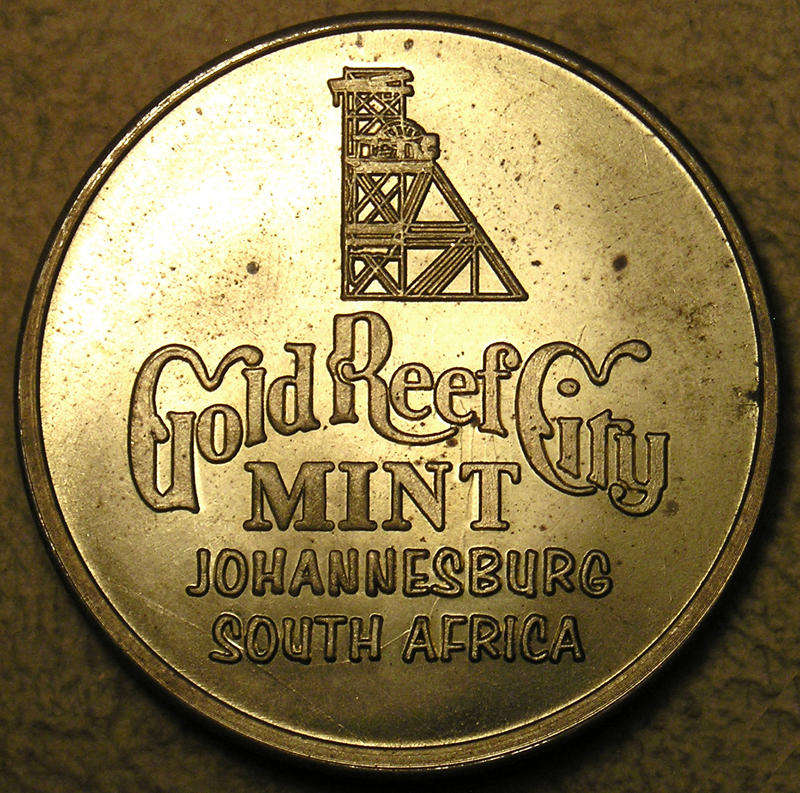 Gold Reef City
MINT
JOHANNESBURG
SOUTH AFRICA